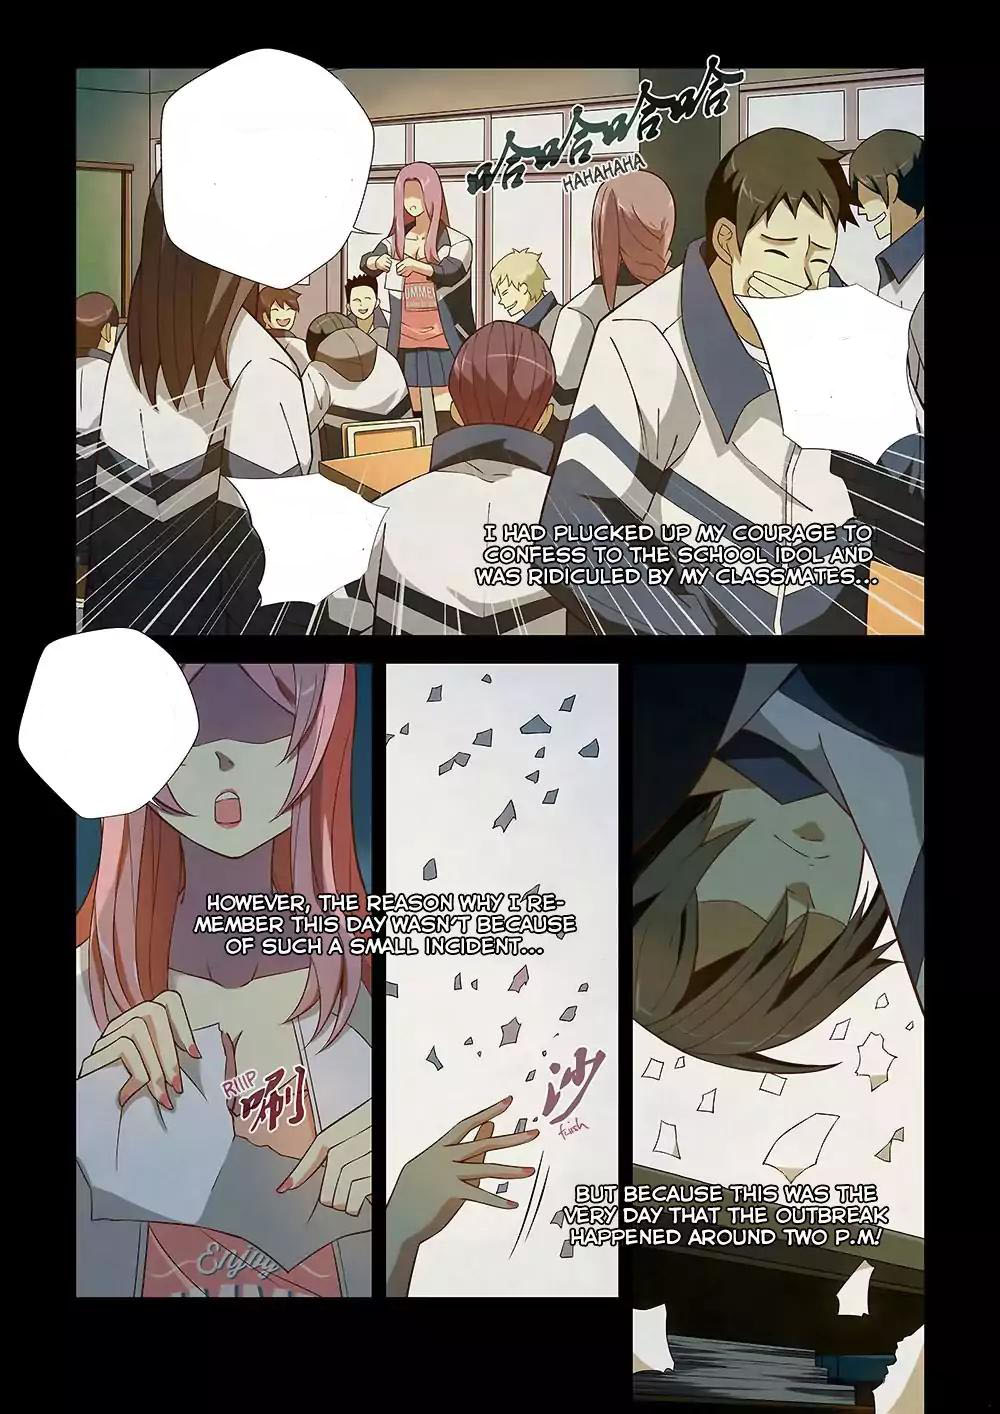 哈哈哈哈
HAHAHAHA
UMMER
I HAD PLUCKED UP MY COURAGE TO
CONFESS TO THE SCHOOL IDOL AND
WAS RIDICULED BY MY CLASSMATES...
HOWEVER, THE REASON WHY I RE-
MEMBER THIS DAY WASN'T BECAUSE
OF SUCH A SMALL INCIDENT...
RIIIP
唰
沙
Enjoy
BUT BECAUSE THIS WAS THE
VERY DAY THAT THE OUTBREAK
HAPPENED AROUND TWO P.M!